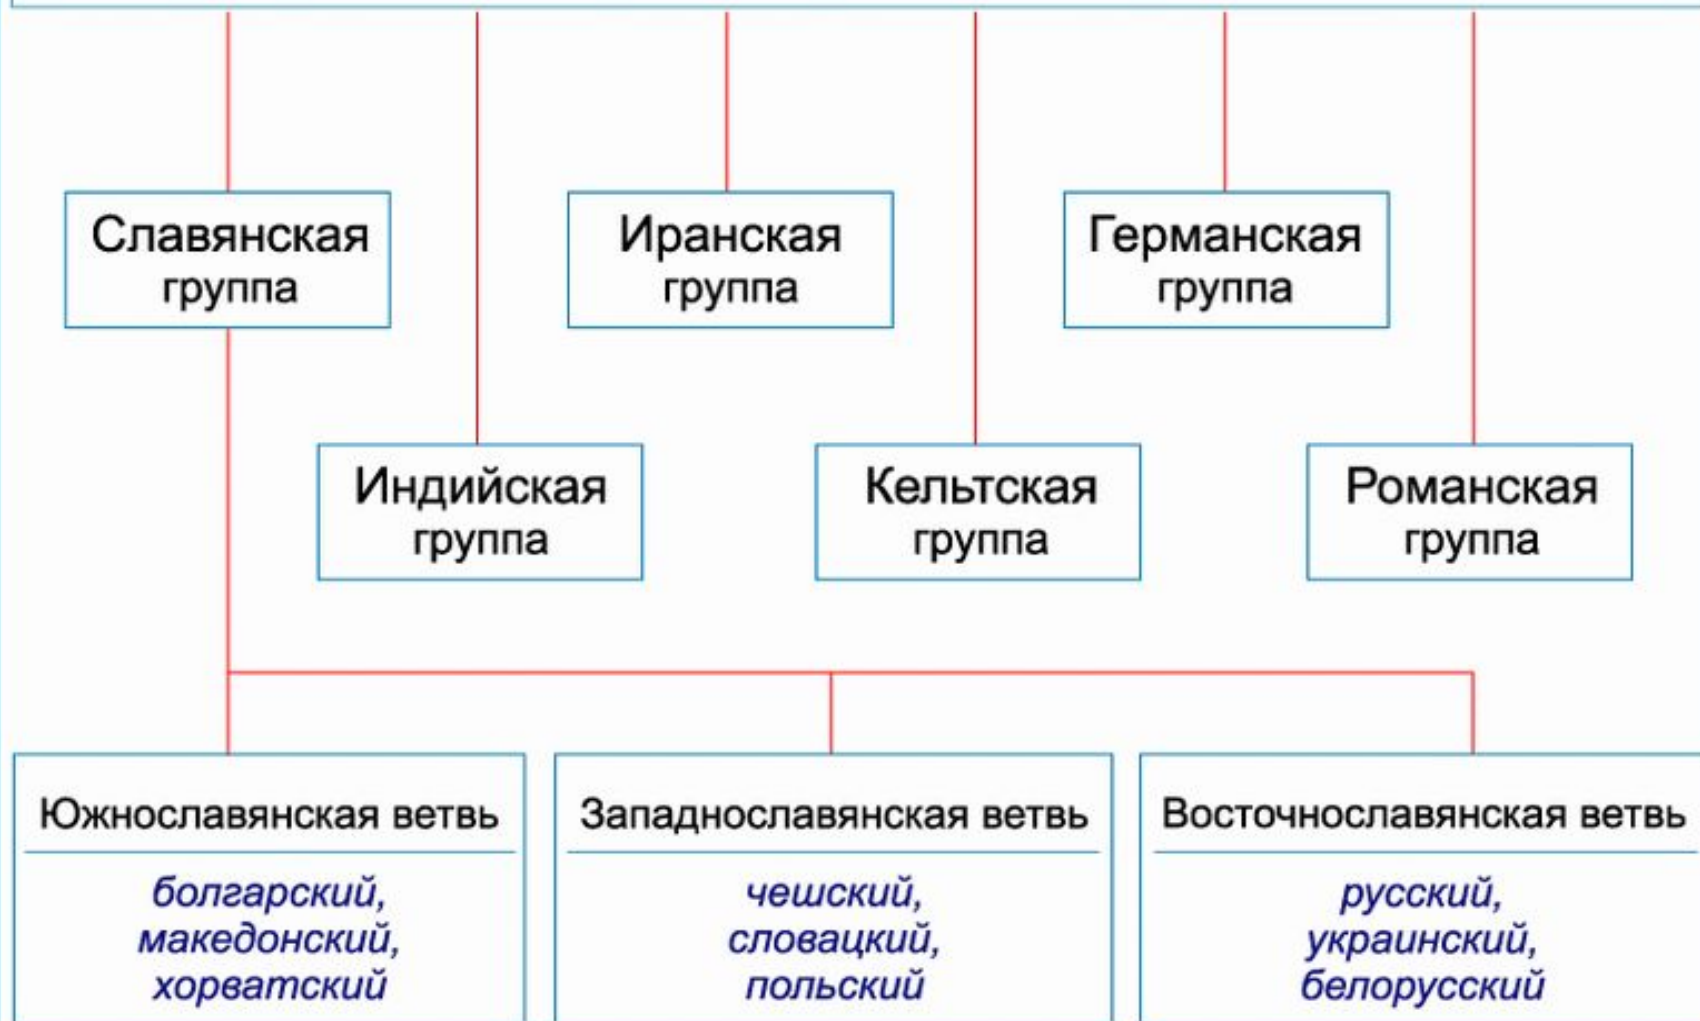 Славянская
группа
Иранская
группа
Германская
группа
Индийская
группа
Кельтская
группа
Романская
группа
Южнославянская ветвь
болгарский,
македонский,
хорватский
Западнославянская ветвь
чешский,
словацкий,
польский
Восточнославянская ветвь
русский,
украинский,
белорусский